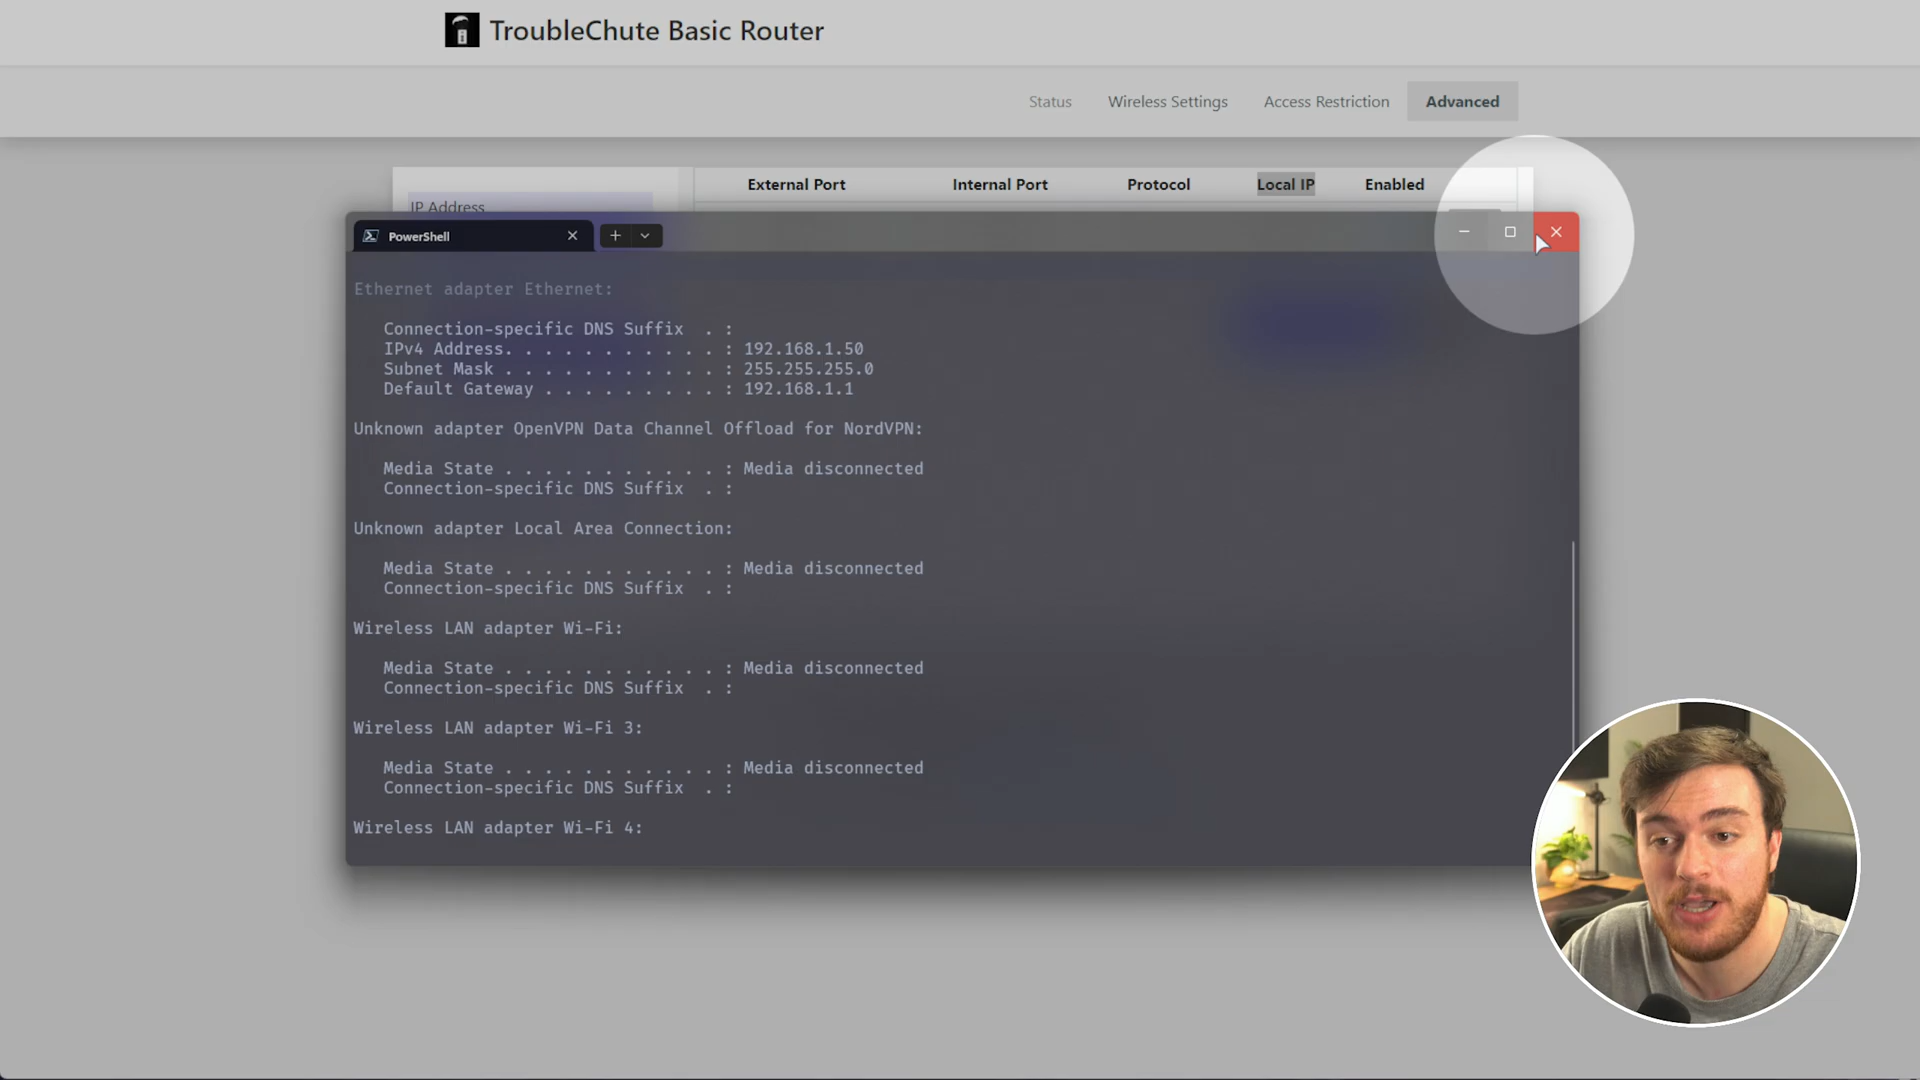 TroubleChute Basic Router
Status Wireless Settings Access Restriction Advanced
External Port Internal Port Protocol Local IP Enabled
IP Address
PowerShell
Ethernet adapter Ethernet:
Connection-specific DNS Suffix . :
IPv4 Address. . . . . . . . . . . : 192.168.1.50
Subnet Mask . . . . . . . . . . . : 255.255.255.0
Default Gateway . . . . . . . . . : 192.168.1.1
Unknown adapter OpenVPN Data Channel Offload for NordVPN:
Media State . . . . . . . . . . . : Media disconnected
Connection-specific DNS Suffix . :
Unknown adapter Local Area Connection:
Media State . . . . . . . . . . . : Media disconnected
Connection-specific DNS Suffix . :
Wireless LAN adapter Wi-Fi:
Media State . . . . . . . . . . . : Media disconnected
Connection-specific DNS Suffix . :
Wireless LAN adapter Wi-Fi 3:
Media State . . . . . . . . . . . : Media disconnected
Connection-specific DNS Suffix . :
Wireless LAN adapter Wi-Fi 4: